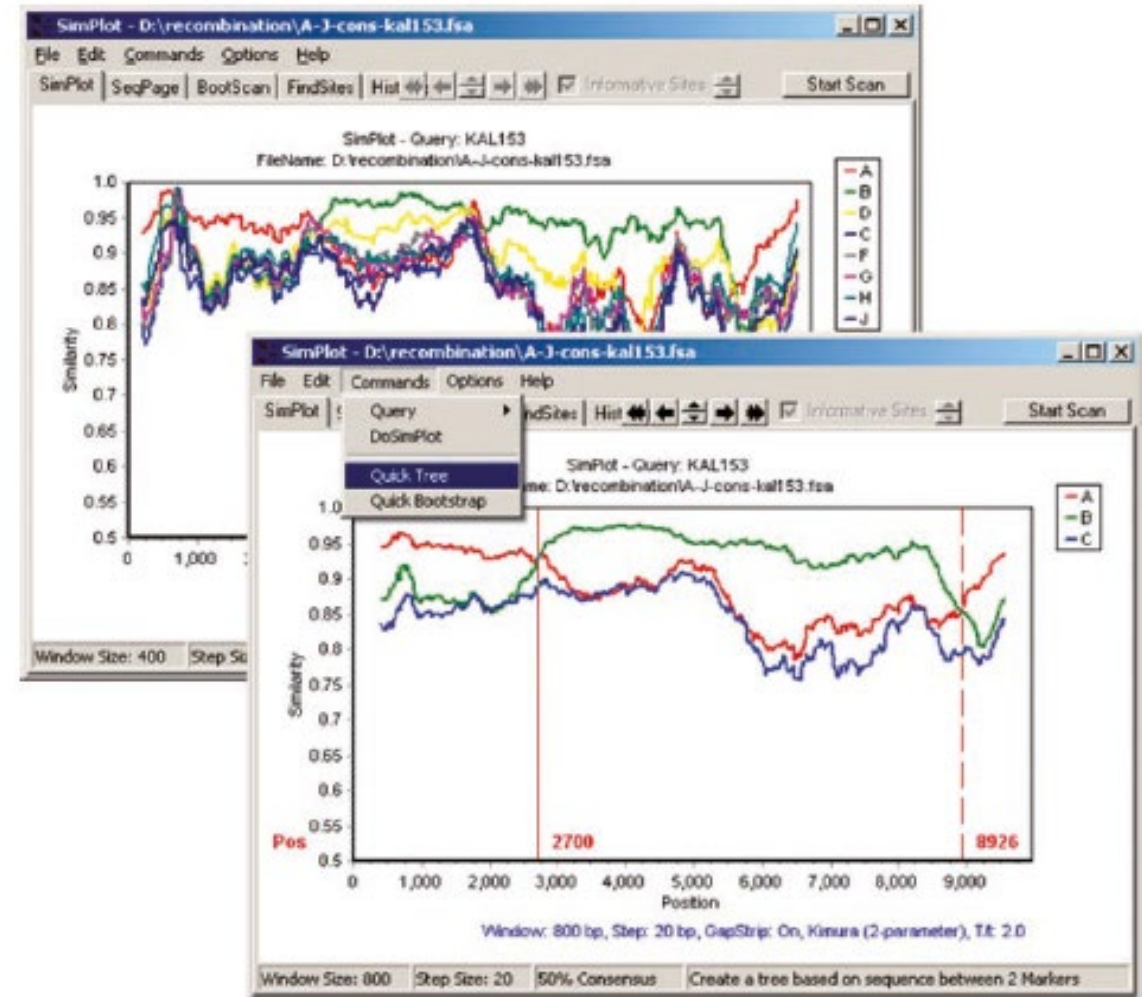 SimPlot - D:\recombination\A-J-cons-kal153.fsa
File Edit Commands Options Help
SimPlot SeqPage BootScan FindSites Hist Informative Sites Start Scan
SimPlot - Query: KAL153
FileName: D:\recombination\A-J-cons-kal153.fsa
A
B
D
C
F
G
H
J
1.0
0.95
0.9
0.85
0.8
0.75
0.7
0.65
0.6
0.55
0.5
Similarity
0 1,000
Window Size: 400 Step Si
SimPlot - D:\recombination\A-J-cons-kal153.fsa
File Edit Commands Options Help
SimPlot ndSites Hist Informative Sites Start Scan
Query
DoSimPlot
Quick Tree
Quick Bootstrap
SimPlot - Query: KAL153
me: D:\recombination\A-J-cons-kal153.fsa
A
B
C
1.0
0.95
0.9
0.85
0.8
0.75
0.7
0.65
0.6
0.55
0.5
Similarity
Pos 2700 8926
0 1,000 2,000 3,000 4,000 5,000 6,000 7,000 8,000 9,000
Position
Window: 800 bp, Step: 20 bp, GapStrip: On, Kimura (2-parameter), T/t: 2.0
Window Size: 800 Step Size: 20 50% Consensus Create a tree based on sequence between 2 Markers